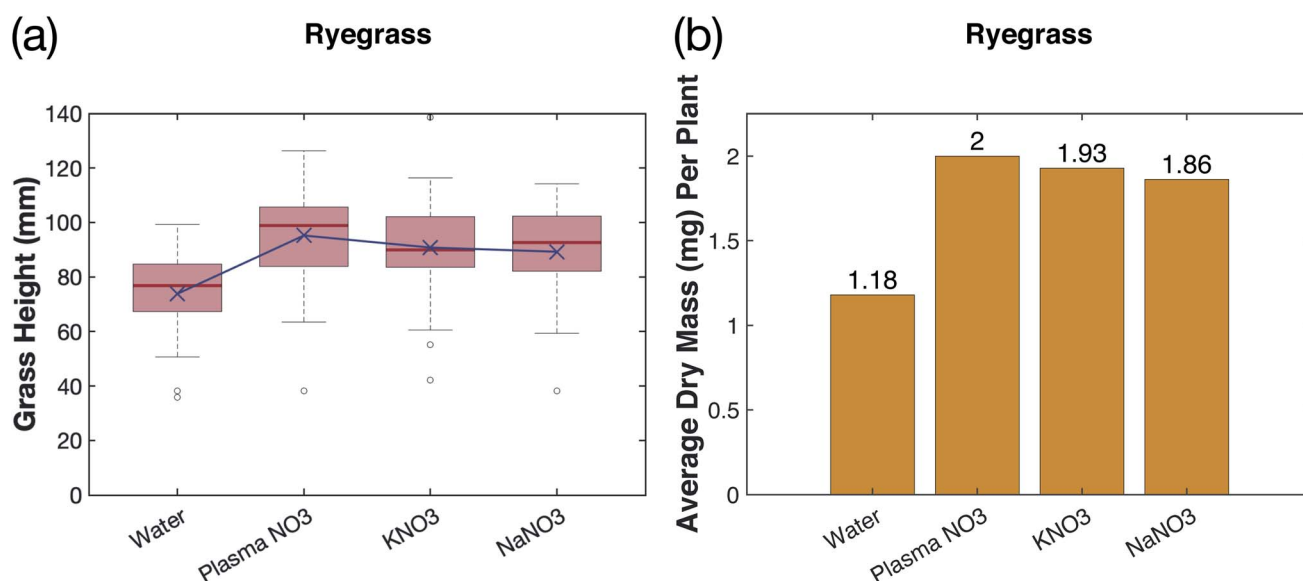 (a)
Ryegrass
Grass Height (mm)
140
120
100
80
60
40
20
0
Water
Plasma NO3
KNO3
NaNO3
(b)
Ryegrass
Average Dry Mass (mg) Per Plant
2
1.5
1
0.5
0
1.18
2
1.93
1.86
Water
Plasma NO3
KNO3
NaNO3